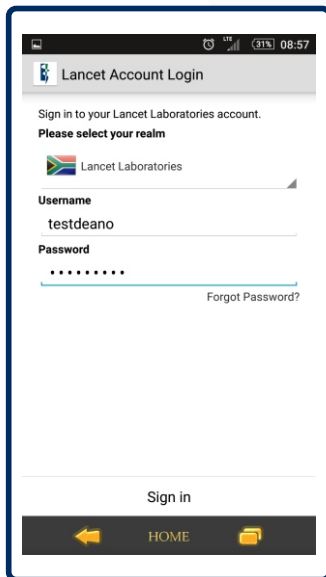 LTE 31% 08:57
Lancet Account Login
Sign in to your Lancet Laboratories account.
Please select your realm
Lancet Laboratories
Username
testdeano
Password
•••••••••
Forgot Password?
Sign in
HOME